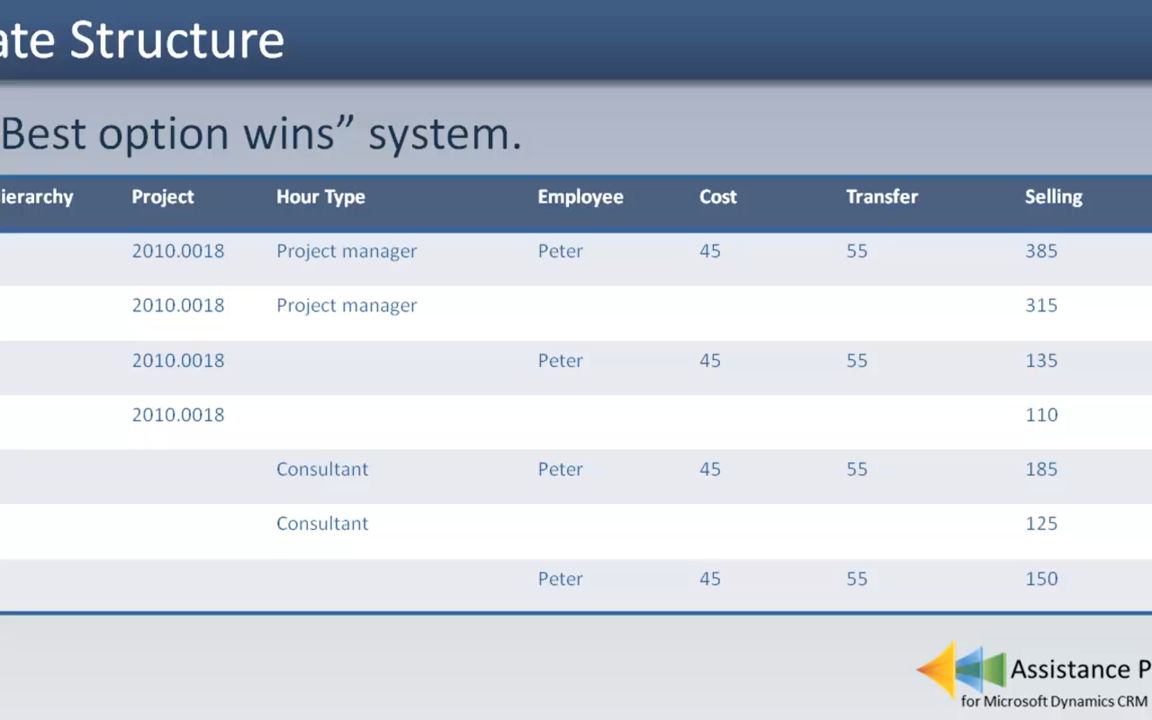 ate Structure
Best option wins” system.
ierarchy Project Hour Type Employee Cost Transfer Selling
2010.0018 Project manager Peter 45 55 385
2010.0018 Project manager 315
2010.0018 Peter 45 55 135
2010.0018 110
Consultant Peter 45 55 185
Consultant 125
Peter 45 55 150
Assistance P
for Microsoft Dynamics CRM